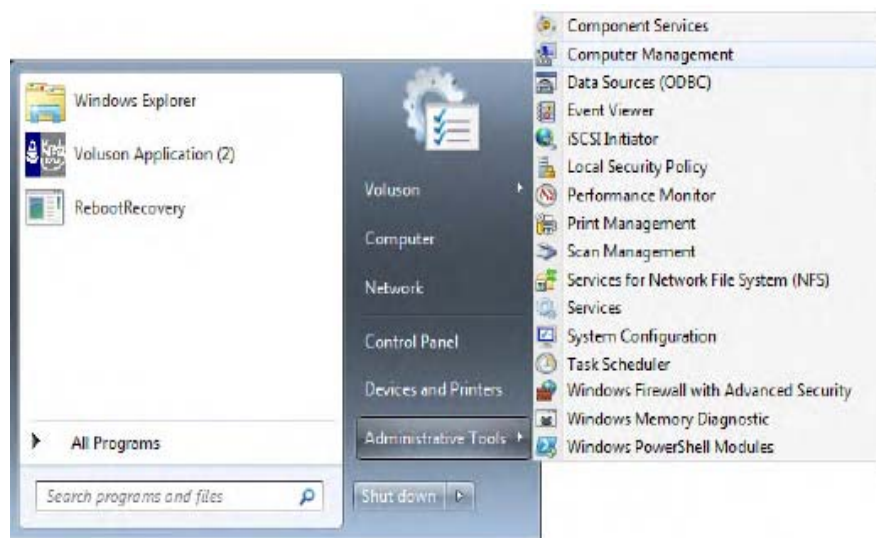 Windows Explorer
Voluson Application (2)
RebootRecovery
All Programs
Search programs and files
Voluson
Computer
Network
Control Panel
Devices and Printers
Administrative Tools
Shut down
Component Services
Computer Management
Data Sources (ODBC)
Event Viewer
iSCSI Initiator
Local Security Policy
Performance Monitor
Print Management
Scan Management
Services for Network File System (NFS)
Services
System Configuration
Task Scheduler
Windows Firewall with Advanced Security
Windows Memory Diagnostic
Windows PowerShell Modules